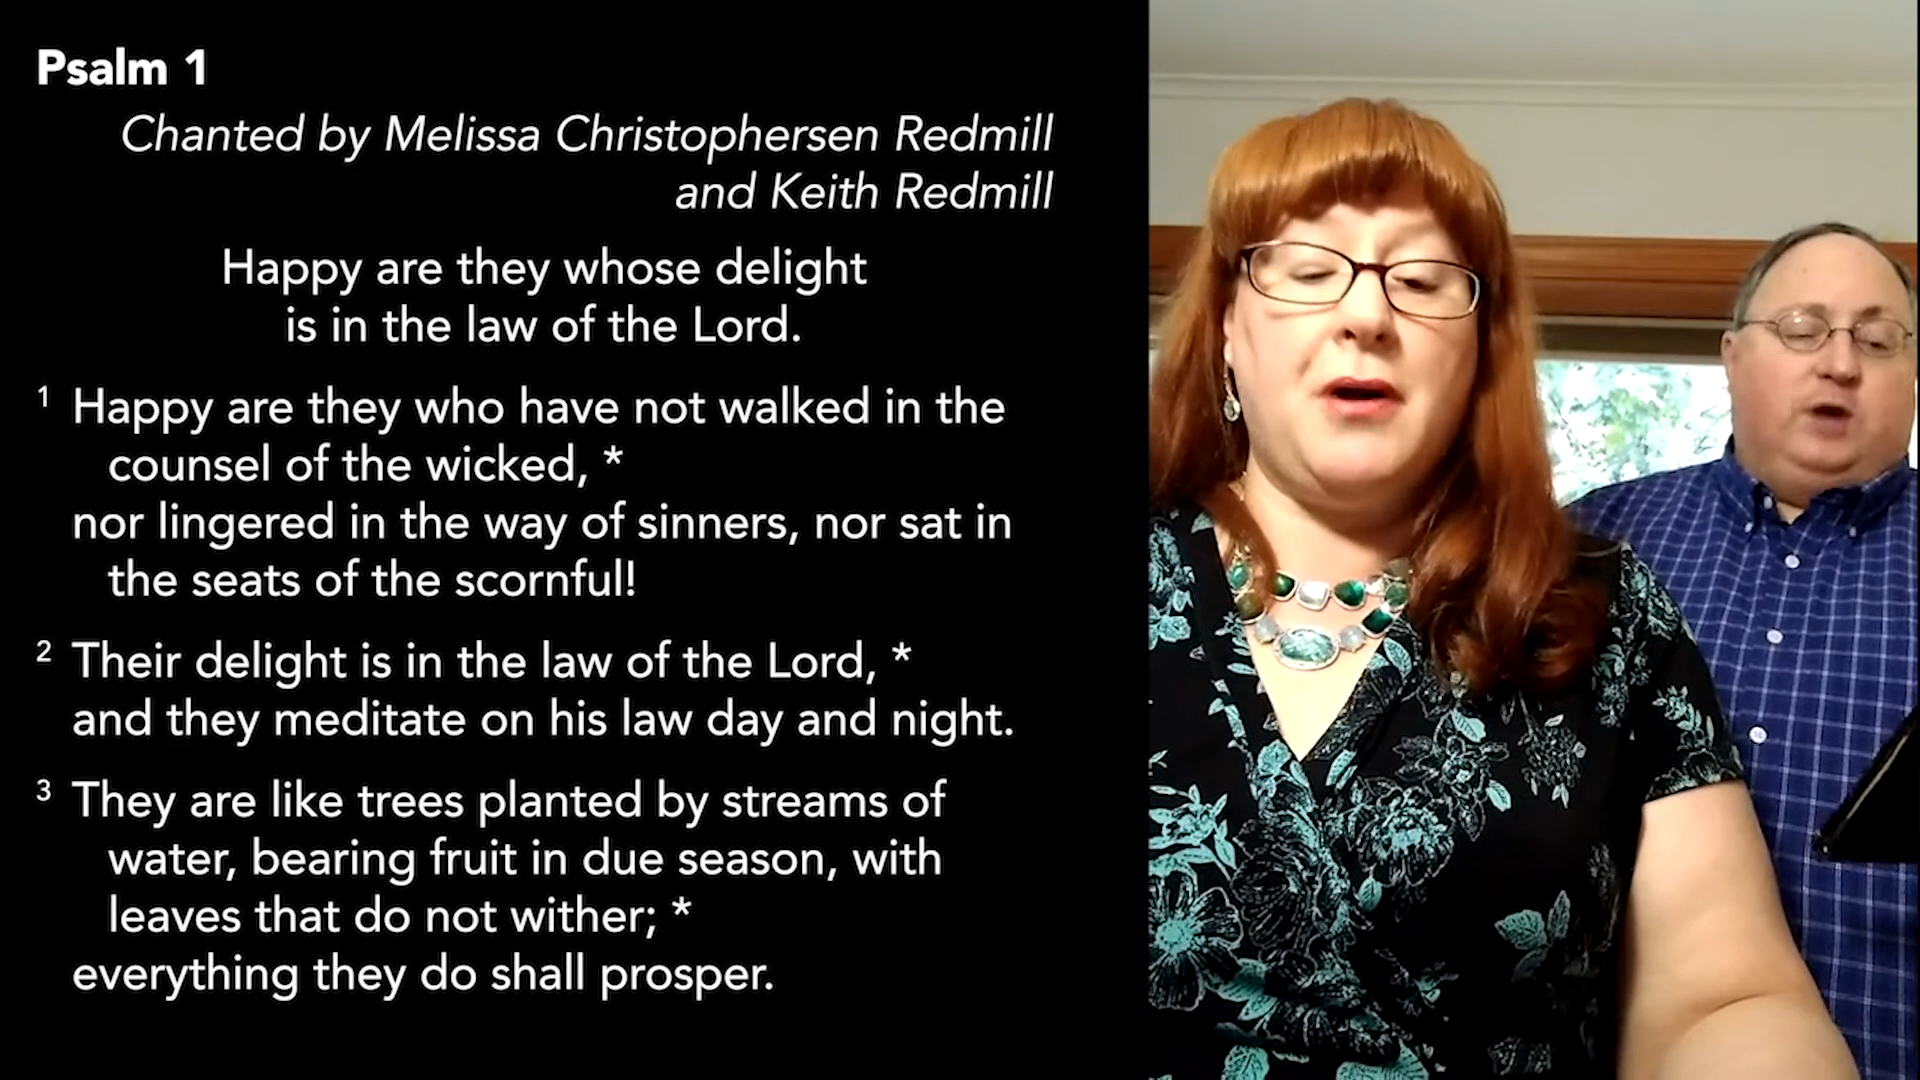 Psalm 1
Chanted by Melissa Christophersen Redmill
and Keith Redmill
Happy are they whose delight
is in the law of the Lord.
1 Happy are they who have not walked in the
counsel of the wicked, *
nor lingered in the way of sinners, nor sat in
the seats of the scornful!
2 Their delight is in the law of the Lord, *
and they meditate on his law day and night.
3 They are like trees planted by streams of
water, bearing fruit in due season, with
leaves that do not wither; *
everything they do shall prosper.